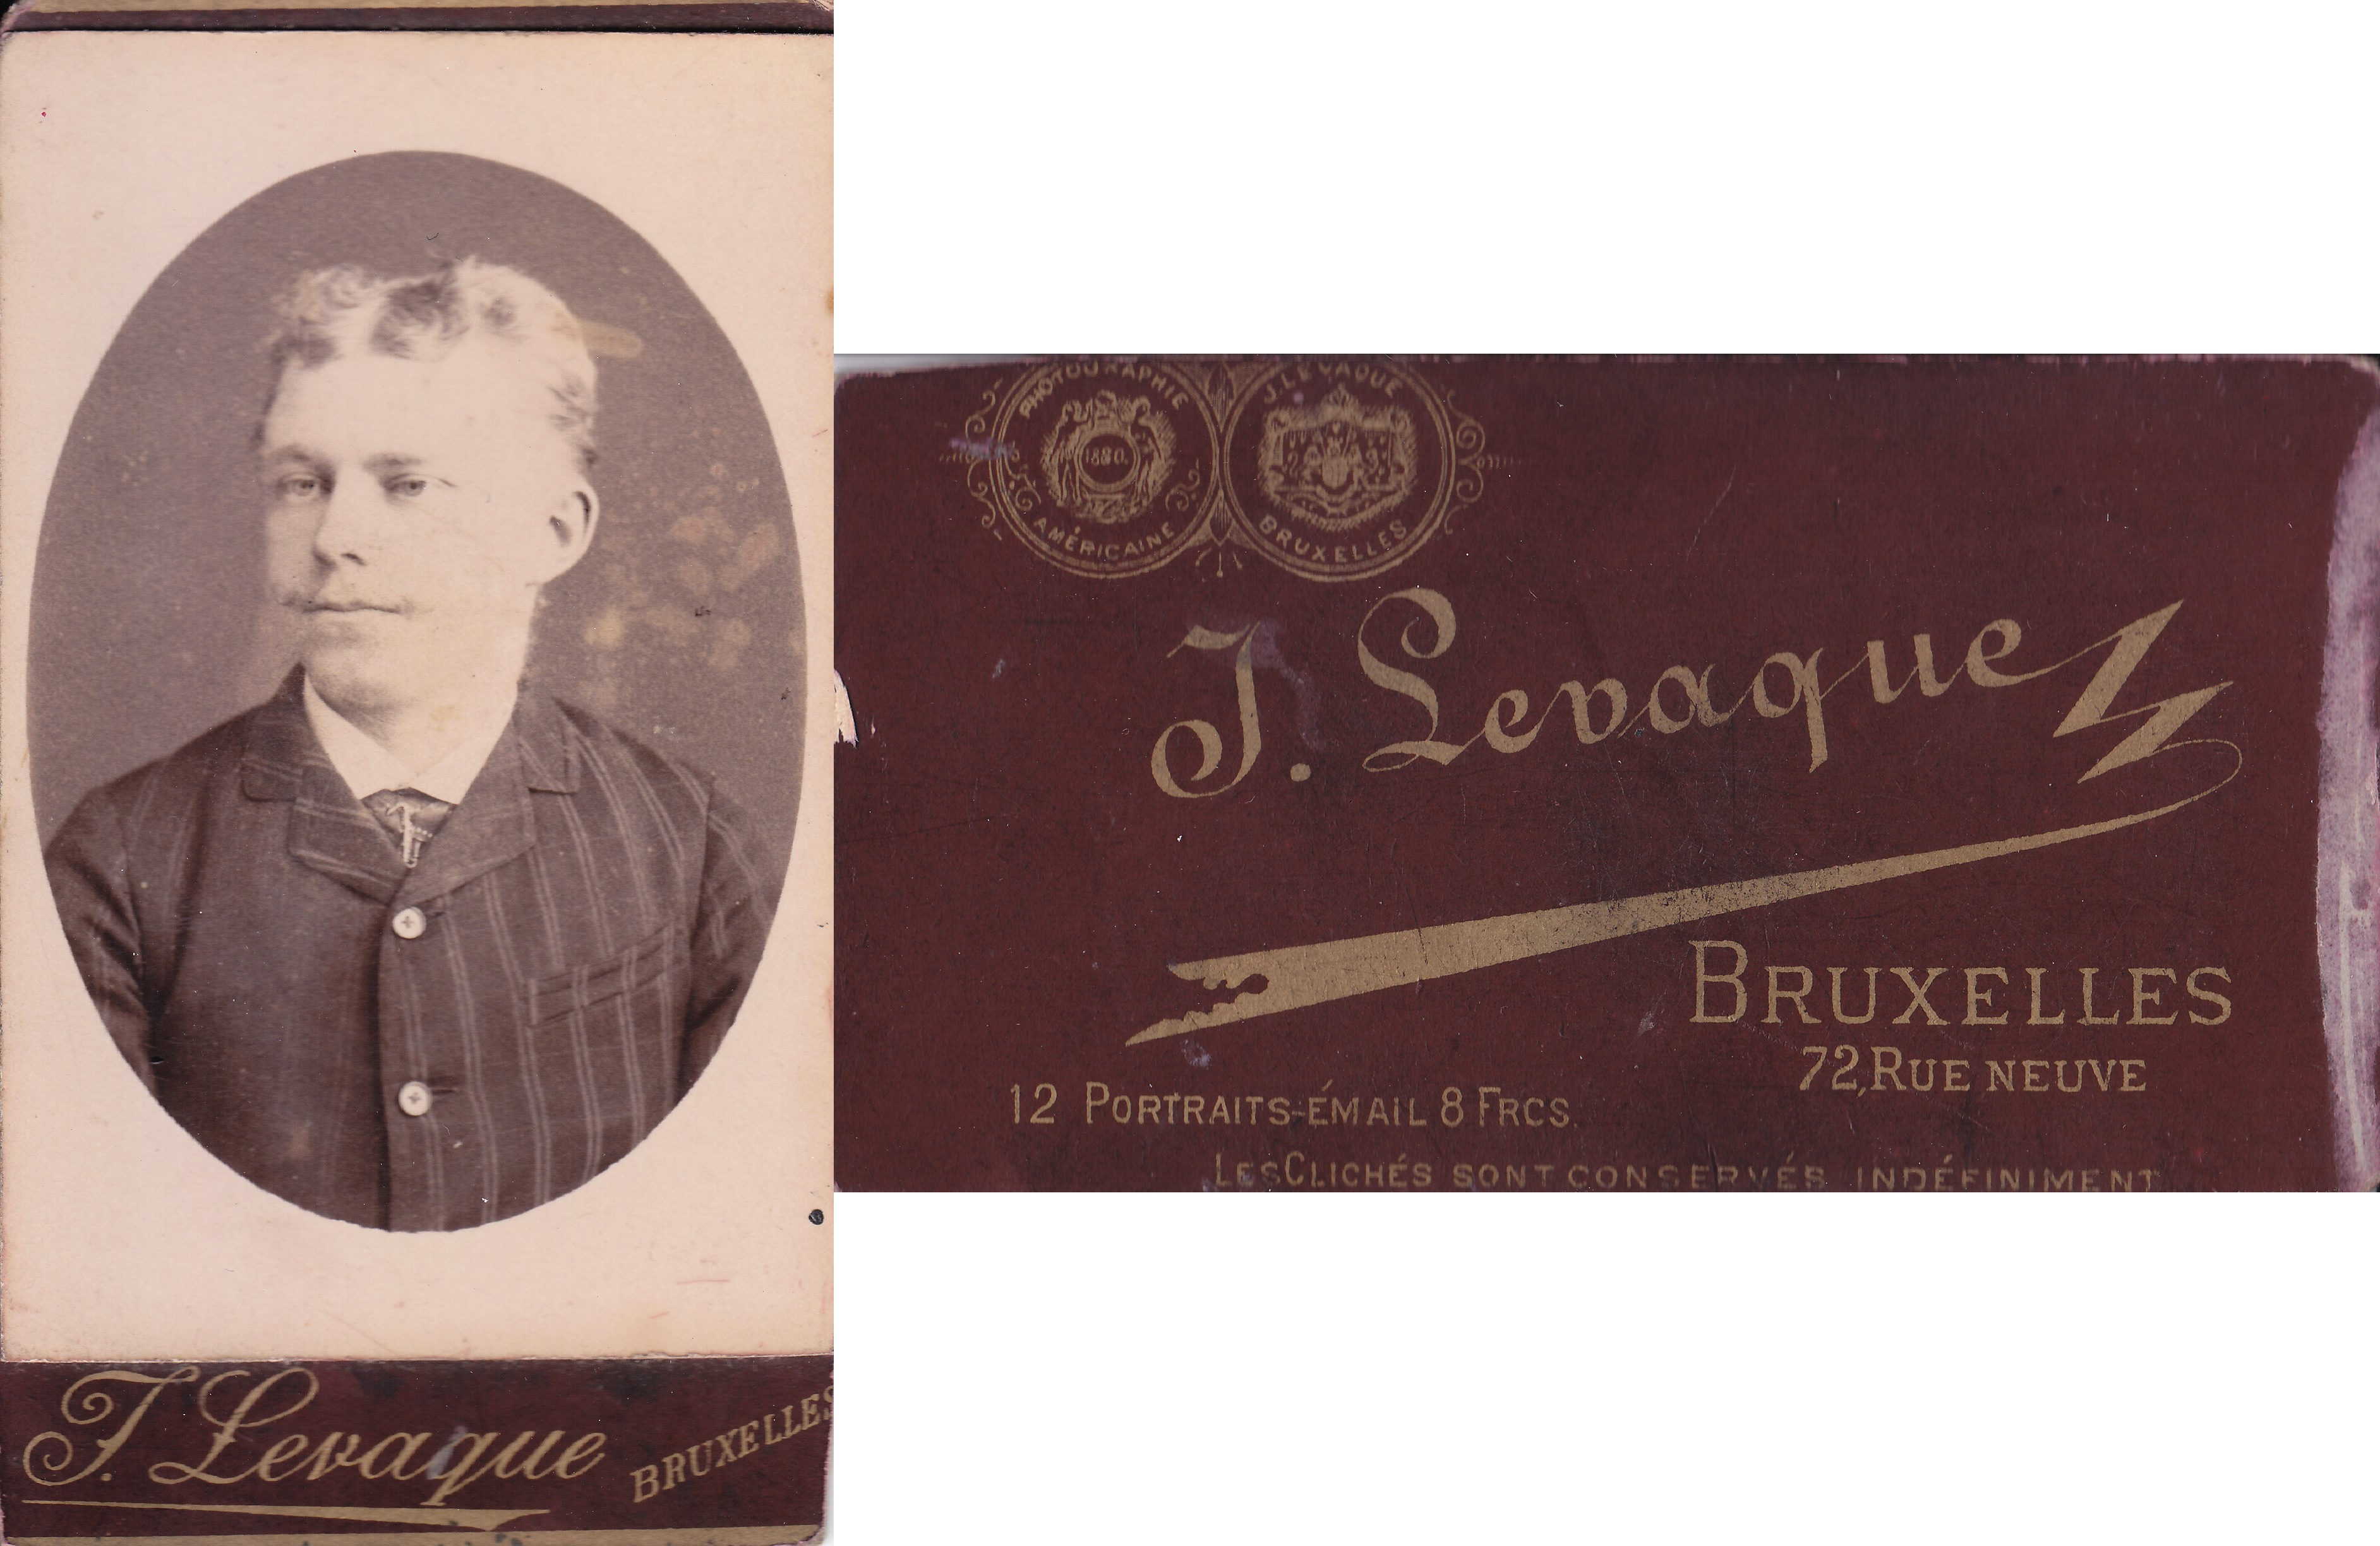 J. Levaque
BRUXELLES
PHOTOGRAPHIE
1880.
AMÉRICAINE
J. LEVAQUE
BRUXELLES
J. Levaque
BRUXELLES
72, RUE NEUVE
12 PORTRAITS-ÉMAIL 8 FRCS.
LES CLICHÉS SONT CONSERVÉS INDÉFINIMENT